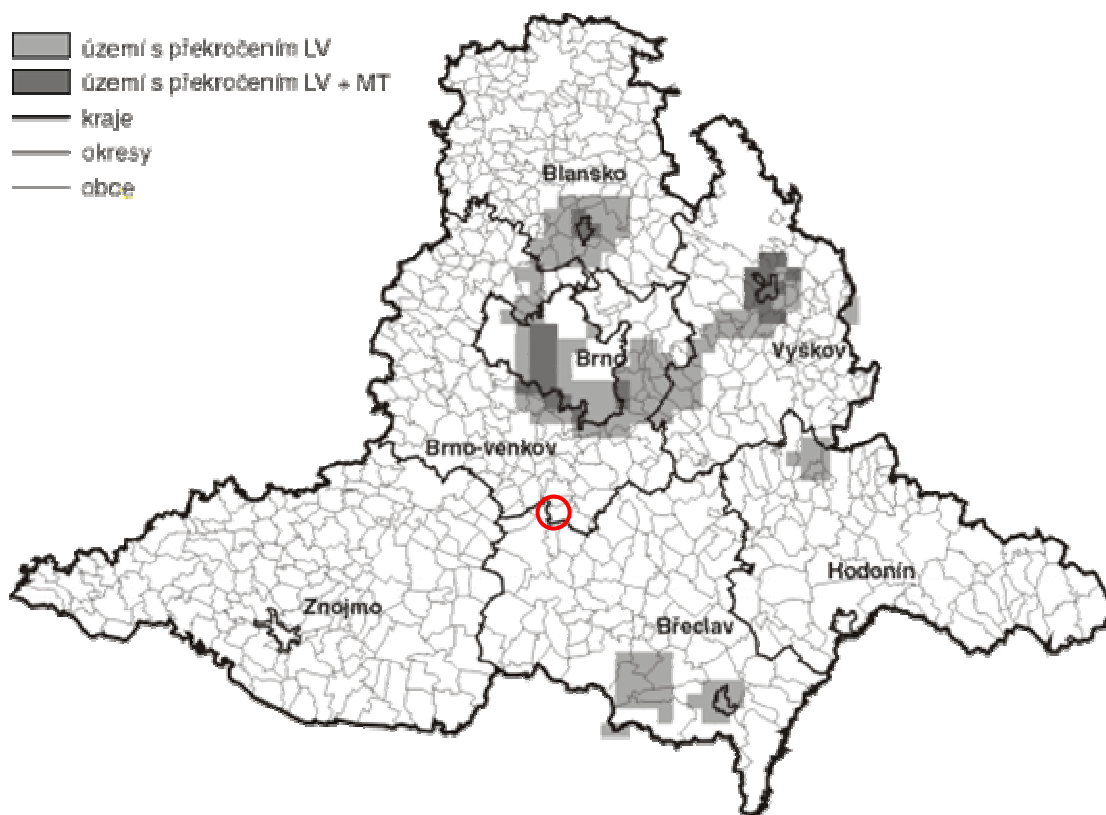 území s překročením LV
území s překročením LV + MT
kraje
okresy
obce
Blansko
Brno
Vyškov
Brno-venkov
Hodonín
Znojmo
Břeclav